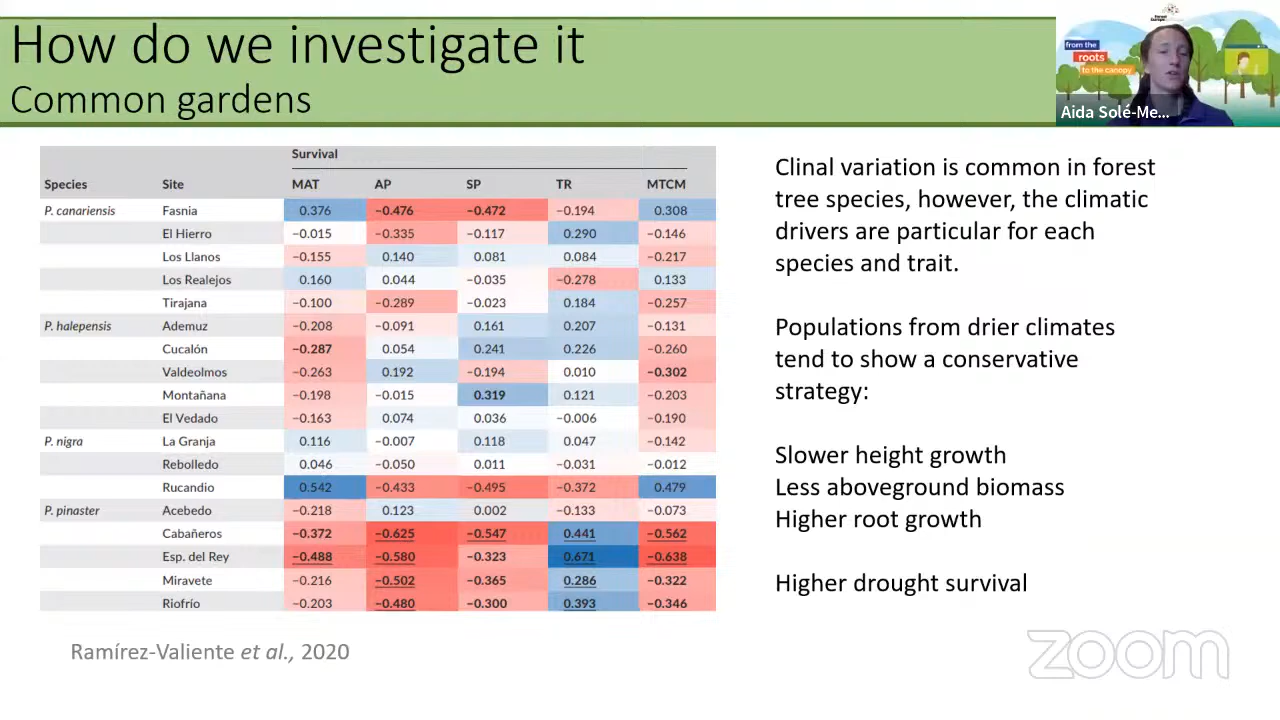 How do we investigate it
Common gardens
from the
roots
to the canopy
Aida Solé-Me...
Survival
Species Site MAT AP SP TR MTCM
P. canariensis Fasnia 0.376 −0.476 −0.472 −0.194 0.308
El Hierro −0.015 −0.335 −0.117 0.290 −0.146
Los Llanos −0.155 0.140 0.081 0.084 −0.217
Los Realejos 0.160 0.044 −0.035 −0.278 0.133
Tirajana −0.100 −0.289 −0.023 0.184 −0.257
P. halepensis Ademuz −0.208 −0.091 0.161 0.207 −0.131
Cucalón −0.287 0.054 0.241 0.226 −0.260
Valdeolmos −0.263 0.192 −0.194 0.010 −0.302
Montañana −0.198 −0.015 0.319 0.121 −0.203
El Vedado −0.163 0.074 0.036 −0.006 −0.190
P. nigra La Granja 0.116 −0.007 0.118 0.047 −0.142
Rebolledo 0.046 −0.050 0.011 −0.031 −0.012
Rucandio 0.542 −0.433 −0.495 −0.372 0.479
P. pinaster Acebedo −0.218 0.123 0.002 −0.133 −0.073
Cabañeros −0.372 −0.625 −0.547 0.441 −0.562
Esp. del Rey −0.488 −0.580 −0.323 0.671 −0.638
Miravete −0.216 −0.502 −0.365 0.286 −0.322
Riofrío −0.203 −0.480 −0.300 0.393 −0.346
Ramírez-Valiente et al., 2020
Clinal variation is common in forest
tree species, however, the climatic
drivers are particular for each
species and trait.
Populations from drier climates
tend to show a conservative
strategy:
Slower height growth
Less aboveground biomass
Higher root growth
Higher drought survival
zoom